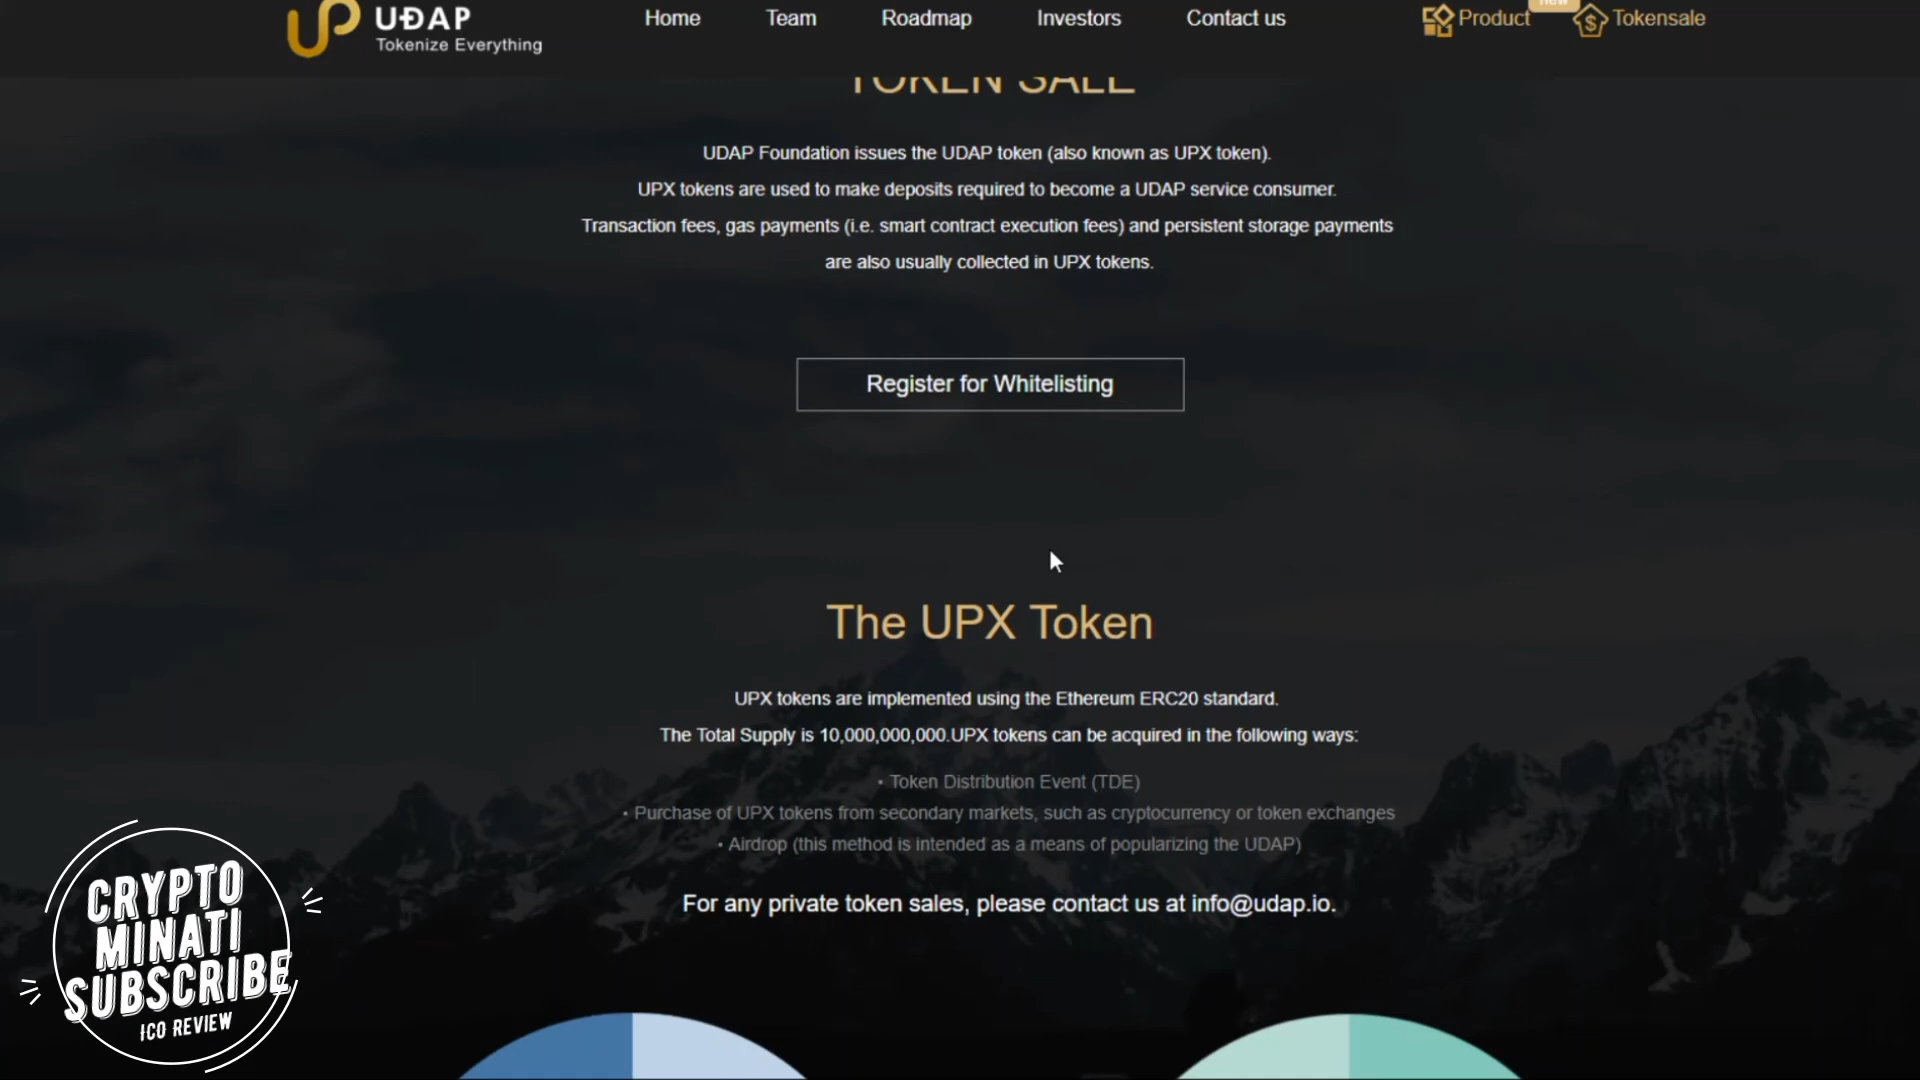 UĐAP
Tokenize Everything
Home
Team
Roadmap
Investors
Contact us
new
Product
Tokensale
TOKEN SALE
UDAP Foundation issues the UDAP token (also known as UPX token).
UPX tokens are used to make deposits required to become a UDAP service consumer.
Transaction fees, gas payments (i.e. smart contract execution fees) and persistent storage payments
are also usually collected in UPX tokens.
Register for Whitelisting
The UPX Token
UPX tokens are implemented using the Ethereum ERC20 standard.
The Total Supply is 10,000,000,000.UPX tokens can be acquired in the following ways:
• Token Distribution Event (TDE)
• Purchase of UPX tokens from secondary markets, such as cryptocurrency or token exchanges
• Airdrop (this method is intended as a means of popularizing the UDAP)
For any private token sales, please contact us at info@udap.io.
CRYPTO
MINATI
SUBSCRIBE
ICO REVIEW